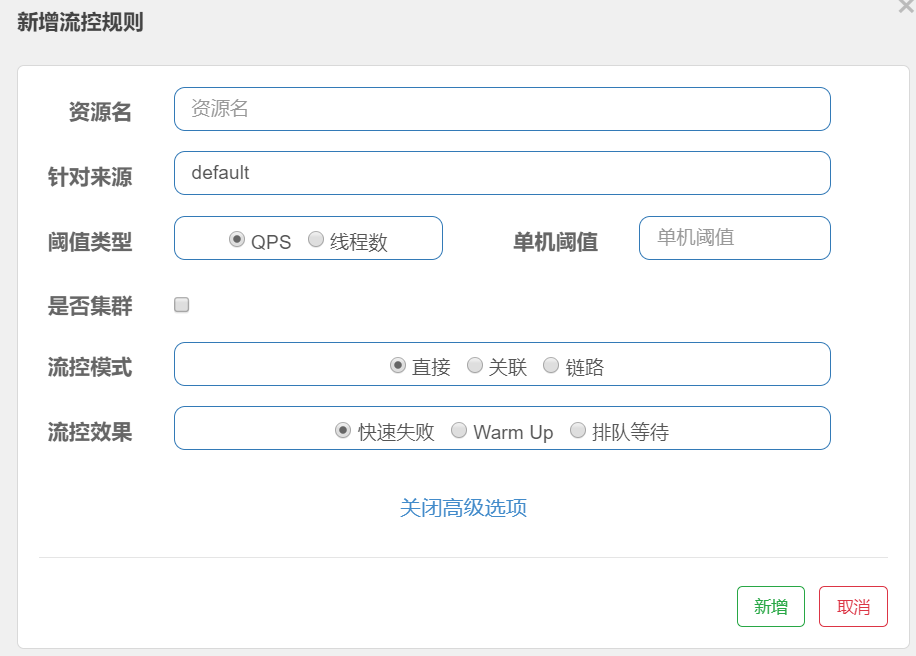 新增流控规则
资源名 资源名
针对来源 default
阈值类型 QPS 线程数 单机阈值 单机阈值
是否集群
流控模式 直接 关联 链路
流控效果 快速失败 Warm Up 排队等待
关闭高级选项
新增 取消